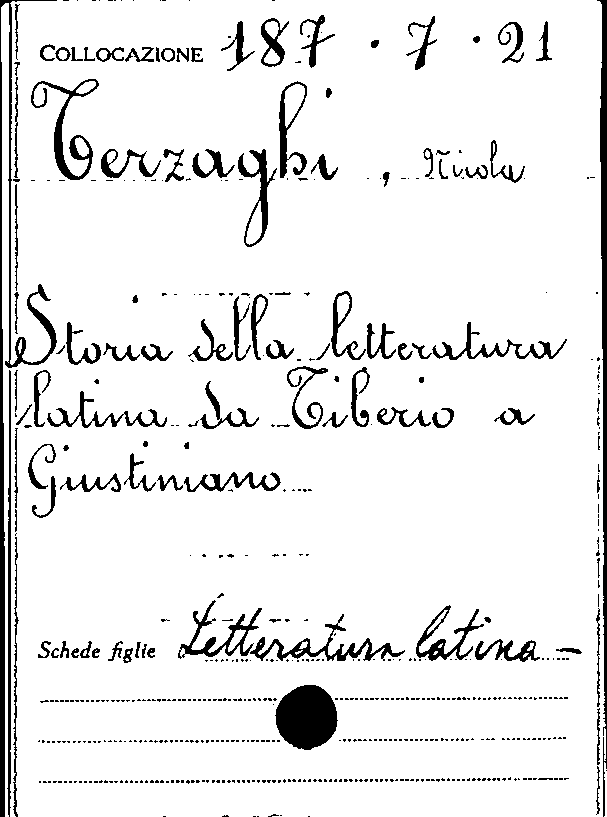 COLLOCAZIONE 187 · 7 · 21
Terzaghi, Nicola
Storia della letteratura
latina da Tiberio a
Giustiniano
Schede figlie Letteratura latina –